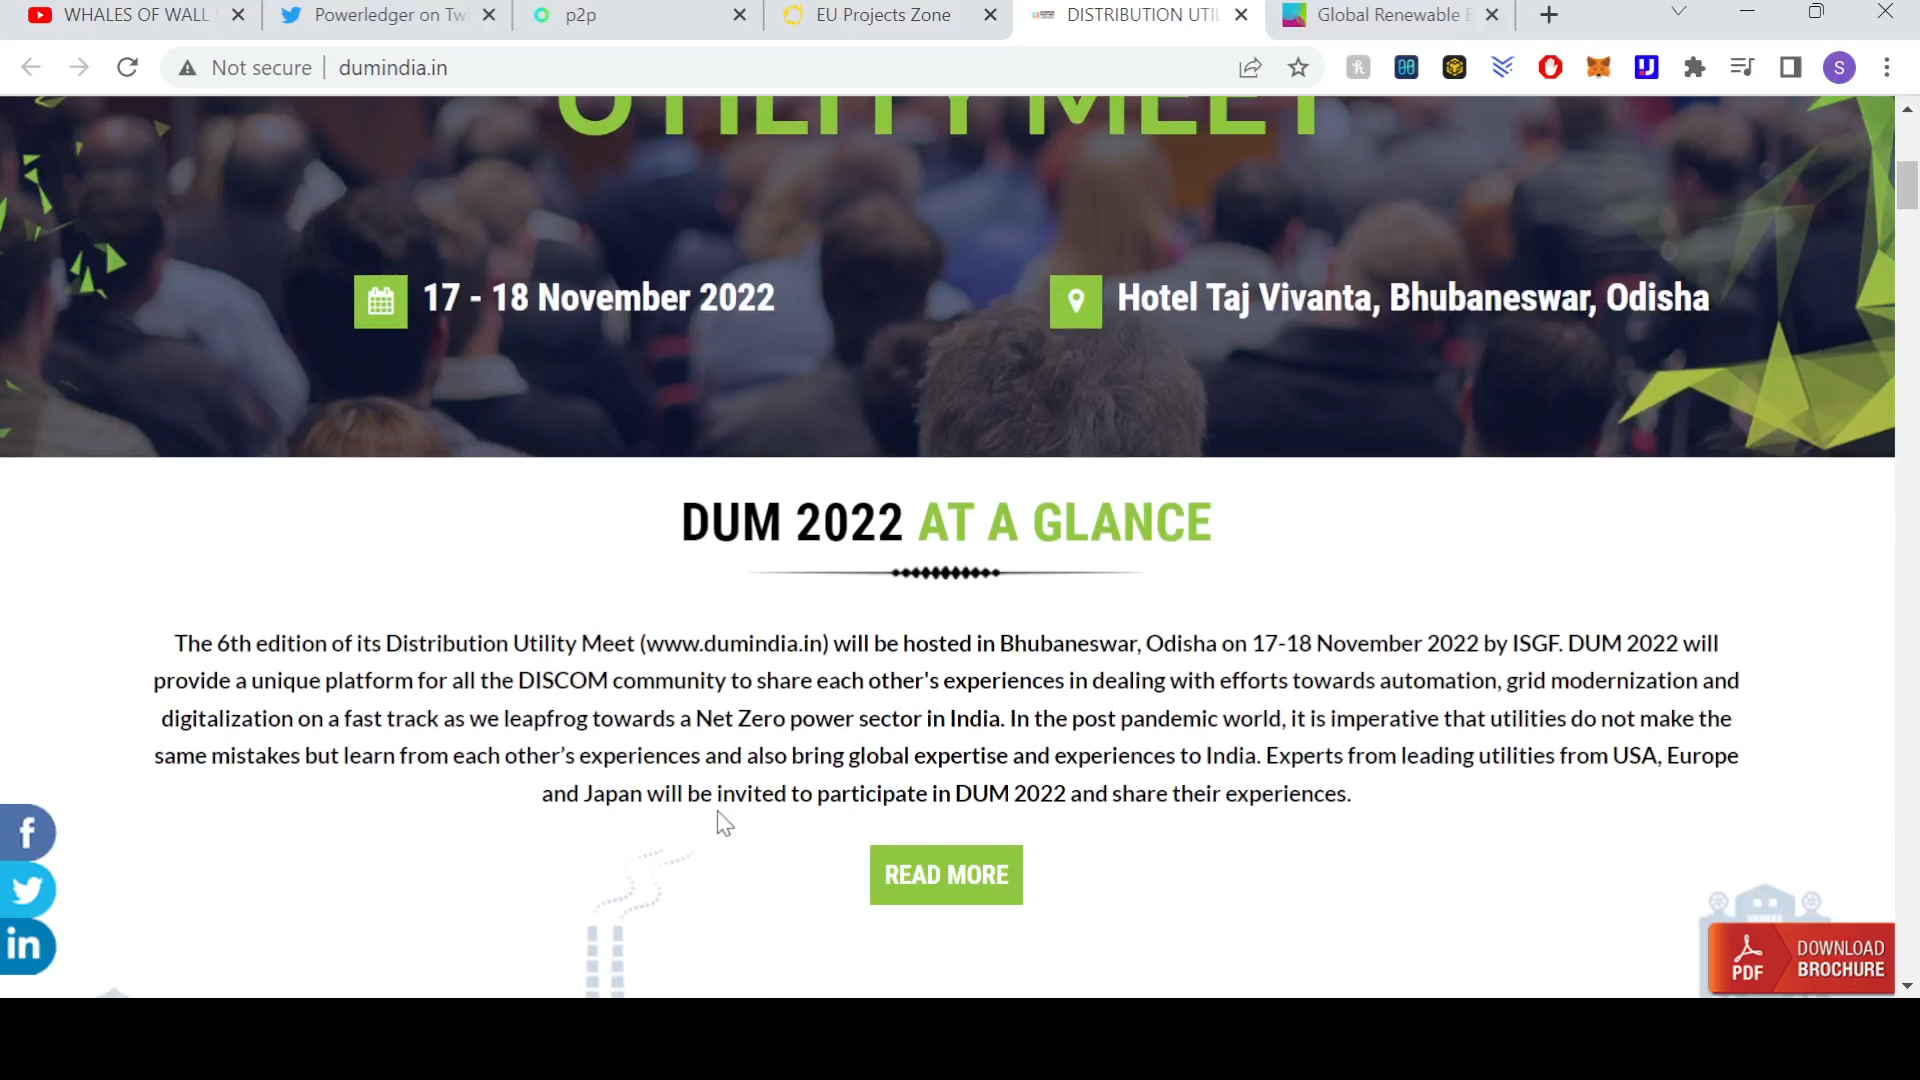 WHALES OF WALL S
Powerledger on Tw
p2p
EU Projects Zone
DISTRIBUTION UTIL
Global Renewable E
Not secure
dumindia.in
S
UTILITY MEET
17 - 18 November 2022
Hotel Taj Vivanta, Bhubaneswar, Odisha
DUM 2022 AT A GLANCE
The 6th edition of its Distribution Utility Meet (www.dumindia.in) will be hosted in Bhubaneswar, Odisha on 17-18 November 2022 by ISGF. DUM 2022 will
provide a unique platform for all the DISCOM community to share each other's experiences in dealing with efforts towards automation, grid modernization and
digitalization on a fast track as we leapfrog towards a Net Zero power sector in India. In the post pandemic world, it is imperative that utilities do not make the
same mistakes but learn from each other’s experiences and also bring global expertise and experiences to India. Experts from leading utilities from USA, Europe
and Japan will be invited to participate in DUM 2022 and share their experiences.
READ MORE
f
in
PDF
DOWNLOAD
BROCHURE